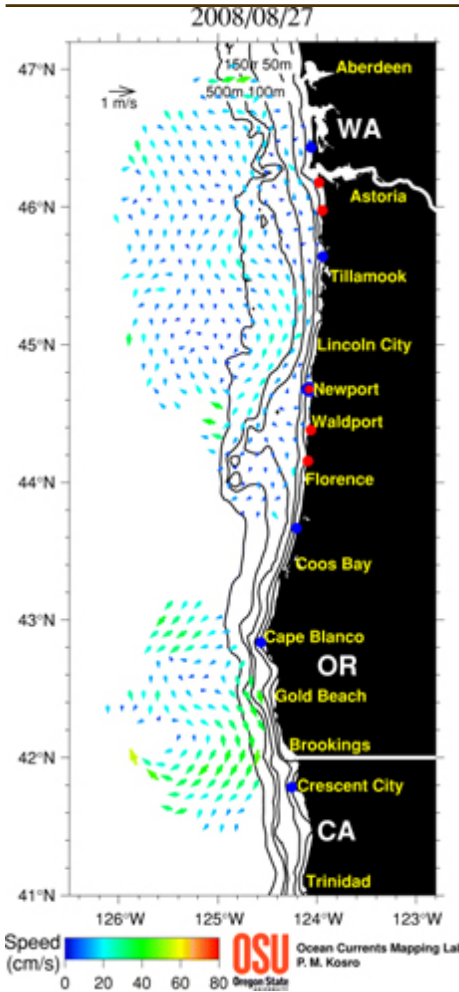 2008/08/27
47°N
46°N
45°N
44°N
43°N
42°N
41°N
150m 50m
500m 100m
1 m/s
Aberdeen
WA
Astoria
Tillamook
Lincoln City
Newport
Waldport
Florence
Coos Bay
Cape Blanco
OR
Gold Beach
Brookings
Crescent City
CA
Trinidad
126°W 125°W 124°W 123°W
Speed
(cm/s)
0 20 40 60 80
OSU
Oregon State
Ocean Currents Mapping La
P. M. Kosro